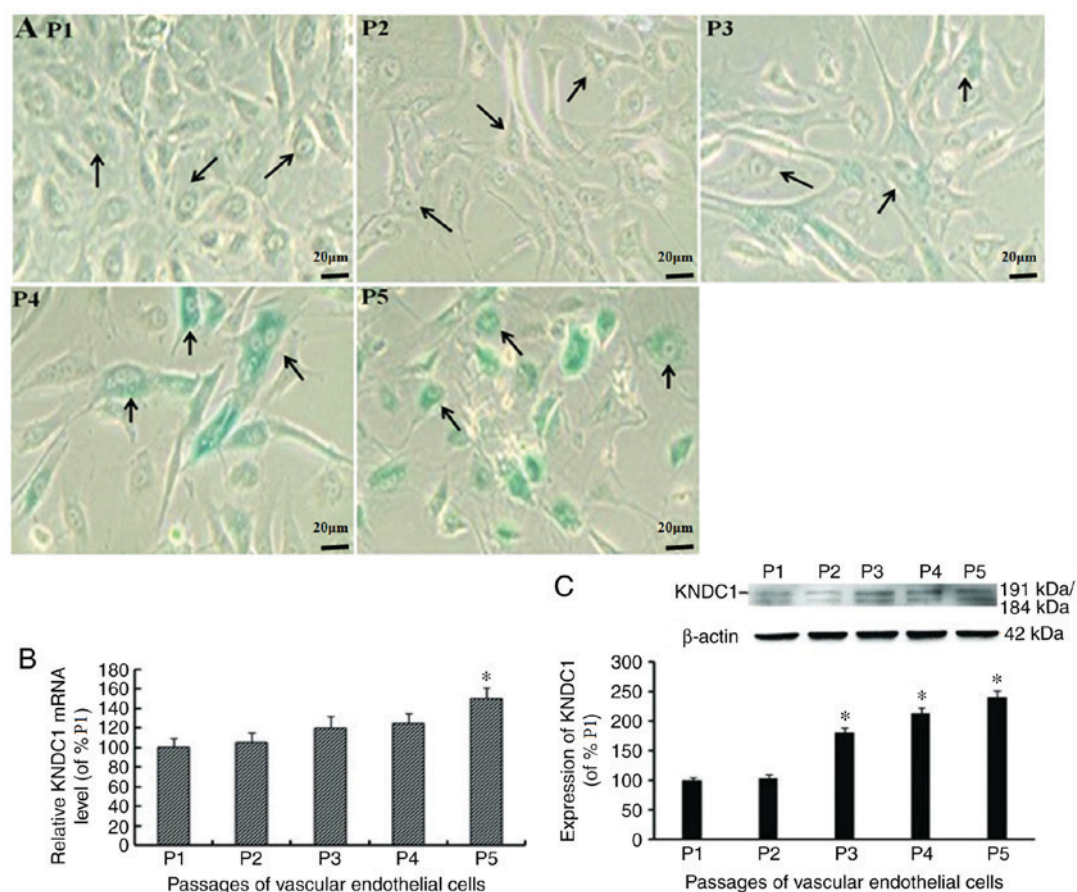 A P1
P2
P3
20μm
20μm
20μm
P4
P5
20μm
20μm
B
Relative KNDC1 mRNA
level (of % P1)
180
160
140
120
100
80
60
40
20
0
*
P1 P2 P3 P4 P5
Passages of vascular endothelial cells
C
P1 P2 P3 P4 P5
KNDC1
191 kDa/
184 kDa
β-actin
42 kDa
Expression of KNDC1
(of % P1)
300
250
200
150
100
50
0
* * *
P1 P2 P3 P4 P5
Passages of vascular endothelial cells